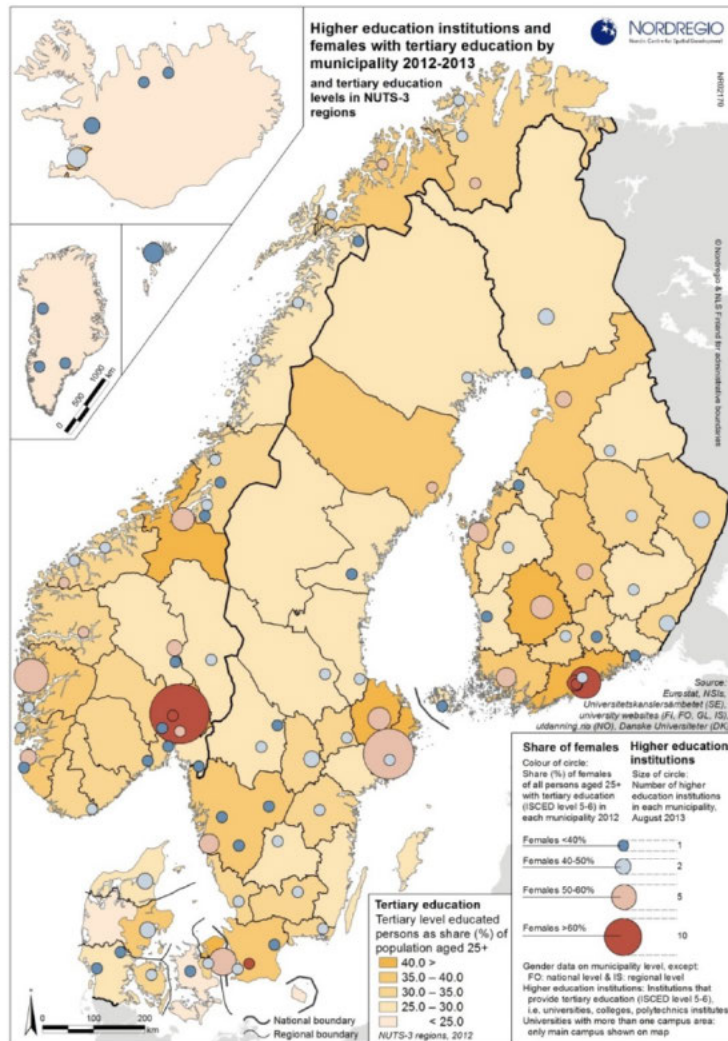 Higher education institutions and
females with tertiary education by
municipality 2012-2013
and tertiary education
levels in NUTS-3
regions
NORDREGIO
Nordic Centre for Spatial Development
NR02170
© Nordregio & NLS Finland for administrative boundaries
0 500 1000
km
Source:
Eurostat, NSIs,
Universitetskanslersämbetet (SE),
university websites (FI, FO, GL, IS),
utdanning.no (NO), Danske Universiteter (DK)
Share of females
Colour of circle:
Share (%) of females
of all persons aged 25+
with tertiary education
(ISCED level 5-6) in
each municipality 2012
Higher education
institutions
Size of circle:
Number of higher
education institutions
in each municipality,
August 2013
Females <40% 1
Females 40-50% 2
Females 50-60% 5
Females >60% 10
Gender data on municipality level, except:
FO: national level & IS: regional level
Higher education institutions: Institutions that
provide tertiary education (ISCED level 5-6),
i.e. universities, colleges, polytechnics institutes
Universities with more than one campus area:
only main campus shown on map
Tertiary education
Tertiary level educated
persons as share (%) of
population aged 25+
40.0 >
35.0 – 40.0
30.0 – 35.0
25.0 – 30.0
< 25.0
NUTS-3 regions, 2012
0 100 200
km
National boundary
Regional boundary